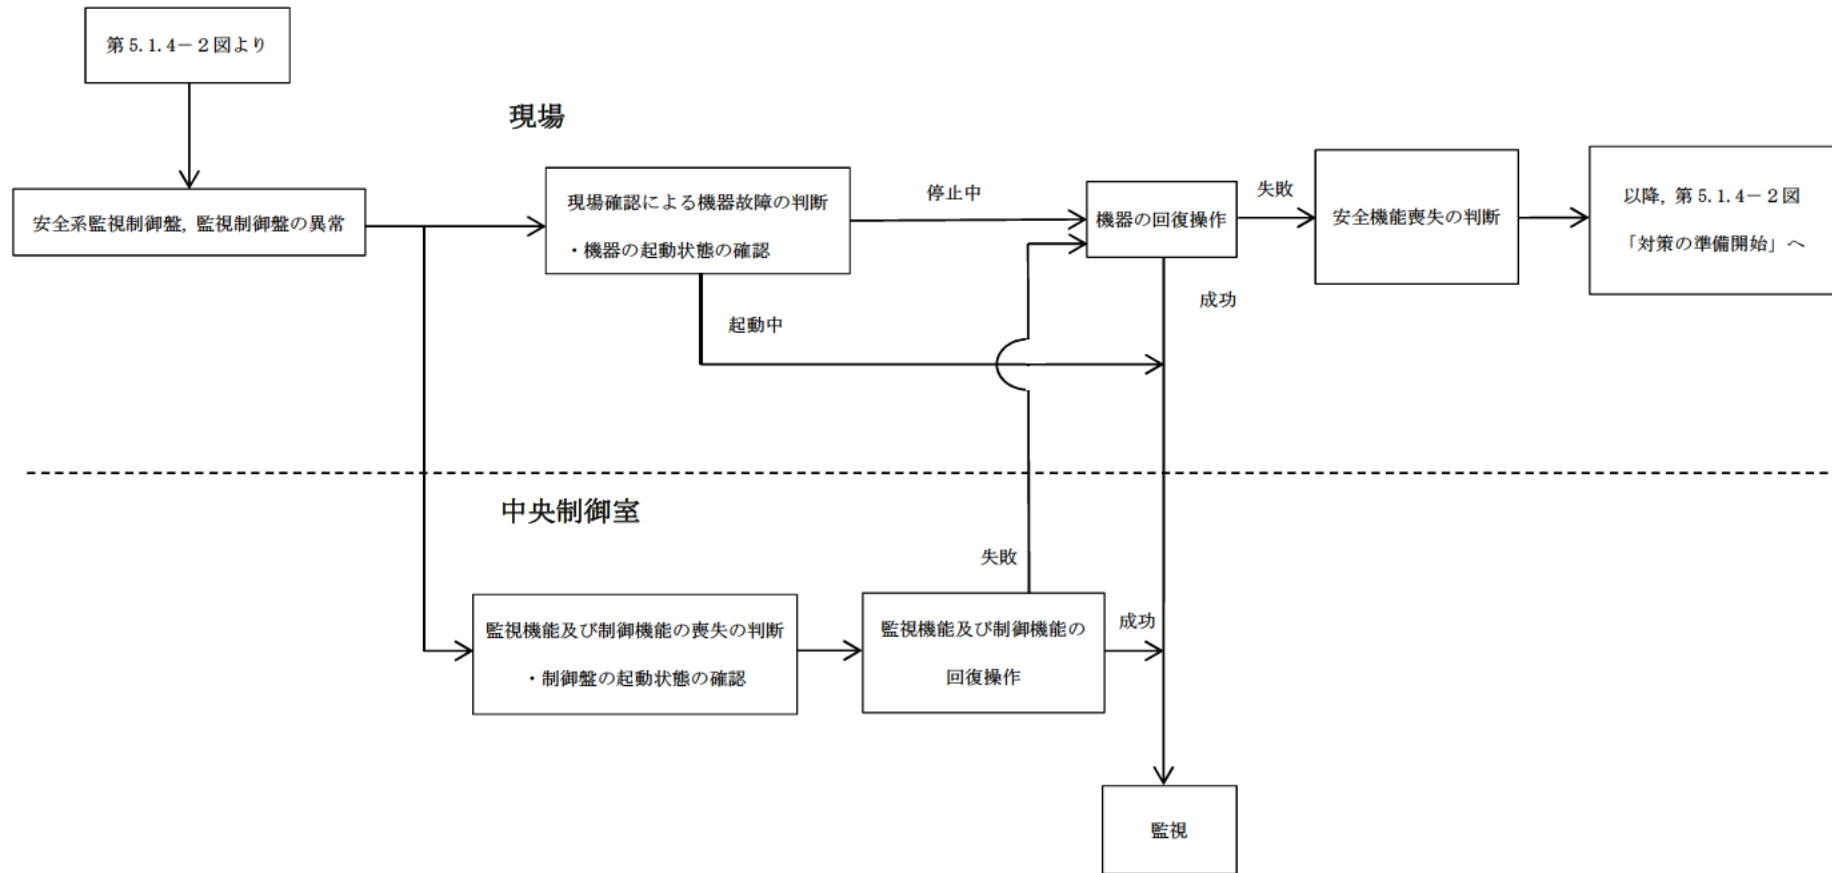 第 5.1.4－2 図より
現場
安全系監視制御盤, 監視制御盤の異常
現場確認による機器故障の判断
・機器の起動状態の確認
停止中
機器の回復操作
失敗
安全機能喪失の判断
以降, 第 5.1.4－2 図
「対策の準備開始」へ
起動中
成功
中央制御室
失敗
監視機能及び制御機能の喪失の判断
・制御盤の起動状態の確認
監視機能及び制御機能の
回復操作
成功
監視